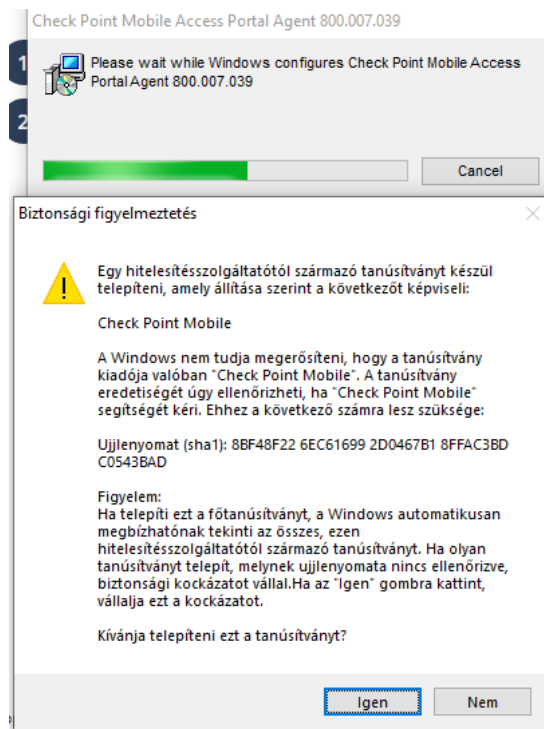 Check Point Mobile Access Portal Agent 800.007.039
1
Please wait while Windows configures Check Point Mobile Access
Portal Agent 800.007.039
2
Cancel
Biztonsági figyelmeztetés
Egy hitelesítésszolgáltatótól származó tanúsítványt készül
telepíteni, amely állítása szerint a következőt képviseli:
Check Point Mobile
A Windows nem tudja megerősíteni, hogy a tanúsítvány
kiadója valóban "Check Point Mobile". A tanúsítvány
eredetiségét úgy ellenőrizheti, ha "Check Point Mobile"
segítségét kéri. Ehhez a következő számra lesz szüksége:
Ujjlenyomat (sha1): 8BF48F22 6EC61699 2D0467B1 8FFAC3BD
C0543BAD
Figyelem:
Ha telepíti ezt a főtanúsítványt, a Windows automatikusan
megbízhatónak tekinti az összes, ezen
hitelesítésszolgáltatótól származó tanúsítványt. Ha olyan
tanúsítványt telepít, melynek ujjlenyomata nincs ellenőrizve,
biztonsági kockázatot vállal.Ha az "Igen" gombra kattint,
vállalja ezt a kockázatot.
Kívánja telepíteni ezt a tanúsítványt?
Igen
Nem